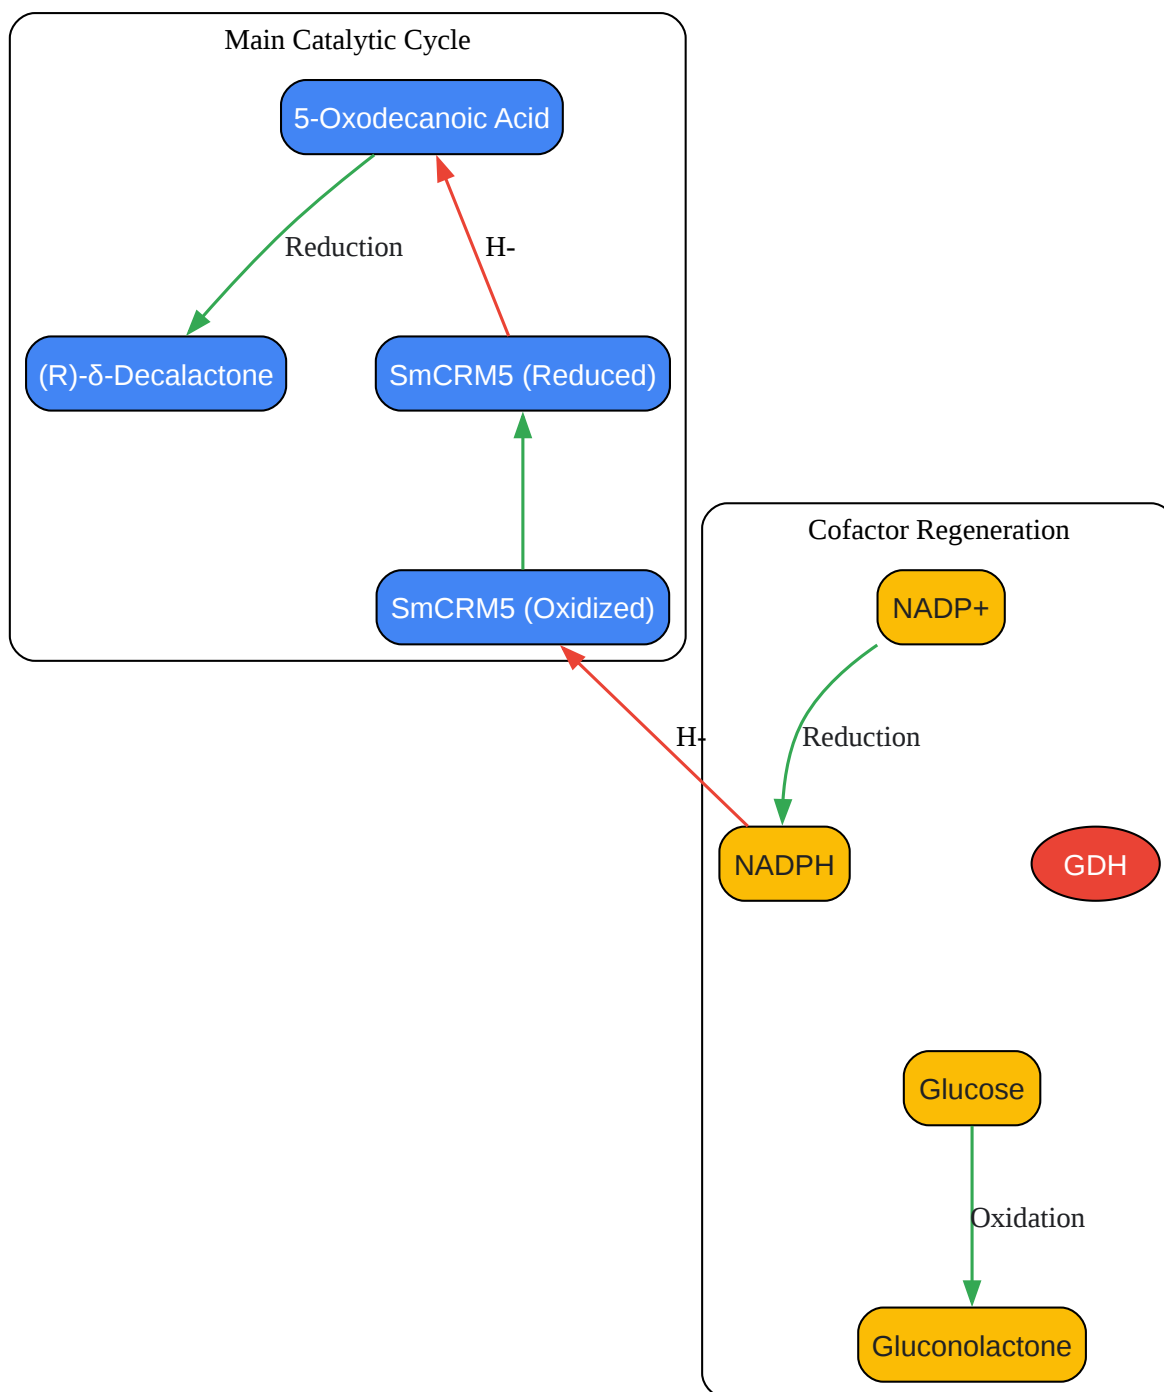 Main Catalytic Cycle
5-Oxodecanoic Acid
Reduction
H-
(R)-δ-Decalactone
SmCRM5 (Reduced)
SmCRM5 (Oxidized)
Cofactor Regeneration
NADP+
H-
Reduction
NADPH
GDH
Glucose
Oxidation
Gluconolactone